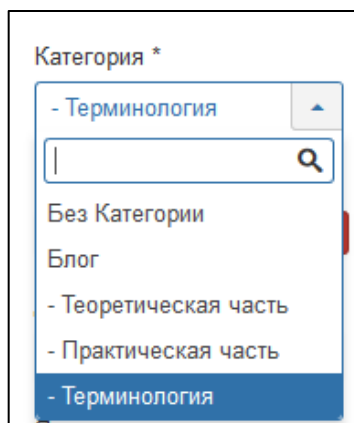 Категория *
- Терминология
Без Категории
Блог
- Теоретическая часть
- Практическая часть
- Терминология